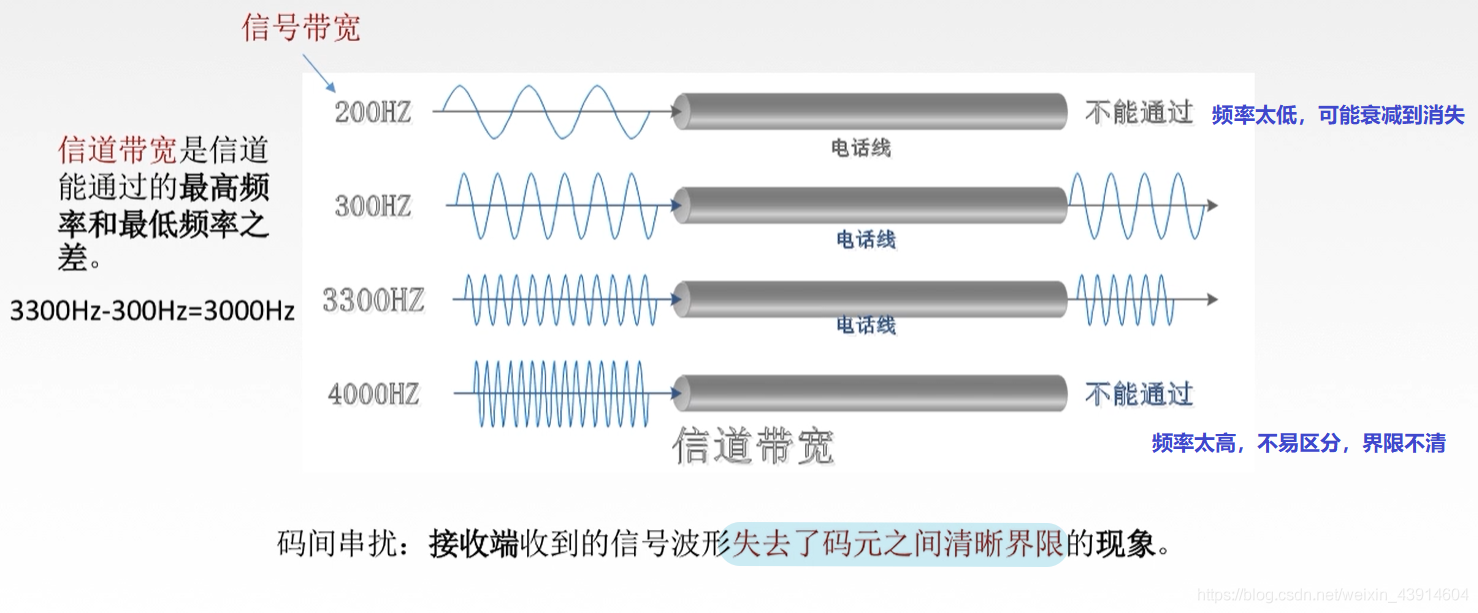 信号带宽
200HZ
不能通过
频率太低，可能衰减到消失
电话线
信道带宽是信道
能通过的最高频
率和最低频率之
差。
3300Hz-300Hz=3000Hz
300HZ
电话线
3300HZ
电话线
4000HZ
不能通过
信道带宽
频率太高，不易区分，界限不清
码间串扰：接收端收到的信号波形失去了码元之间清晰界限的现象。
https://blog.csdn.net/weixin_43914604